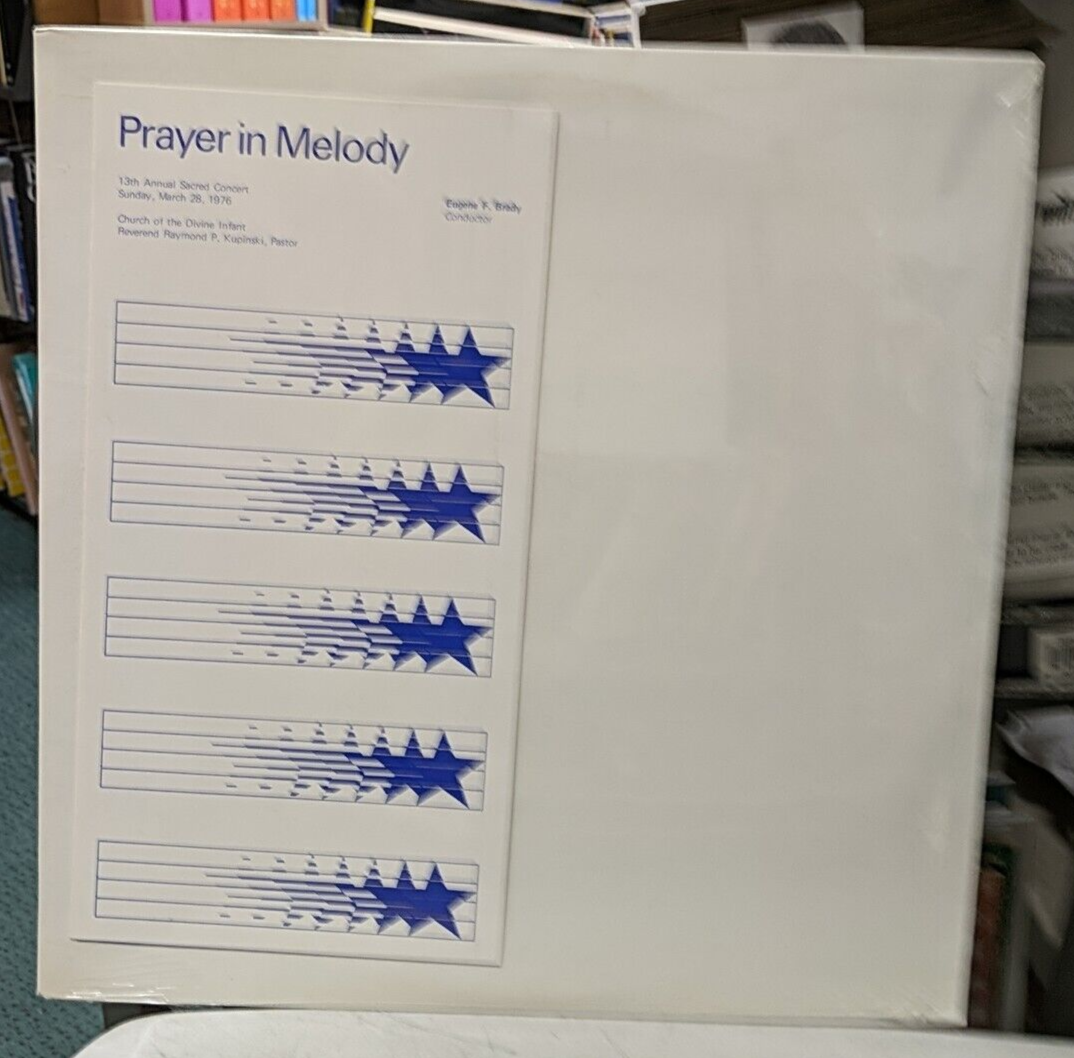 Prayer in Melody
13th Annual Sacred Concert
Sunday, March 28, 1976
Eugene F. Brady
Conductor
Church of the Divine Infant
Reverend Raymond P. Kupinski, Pastor